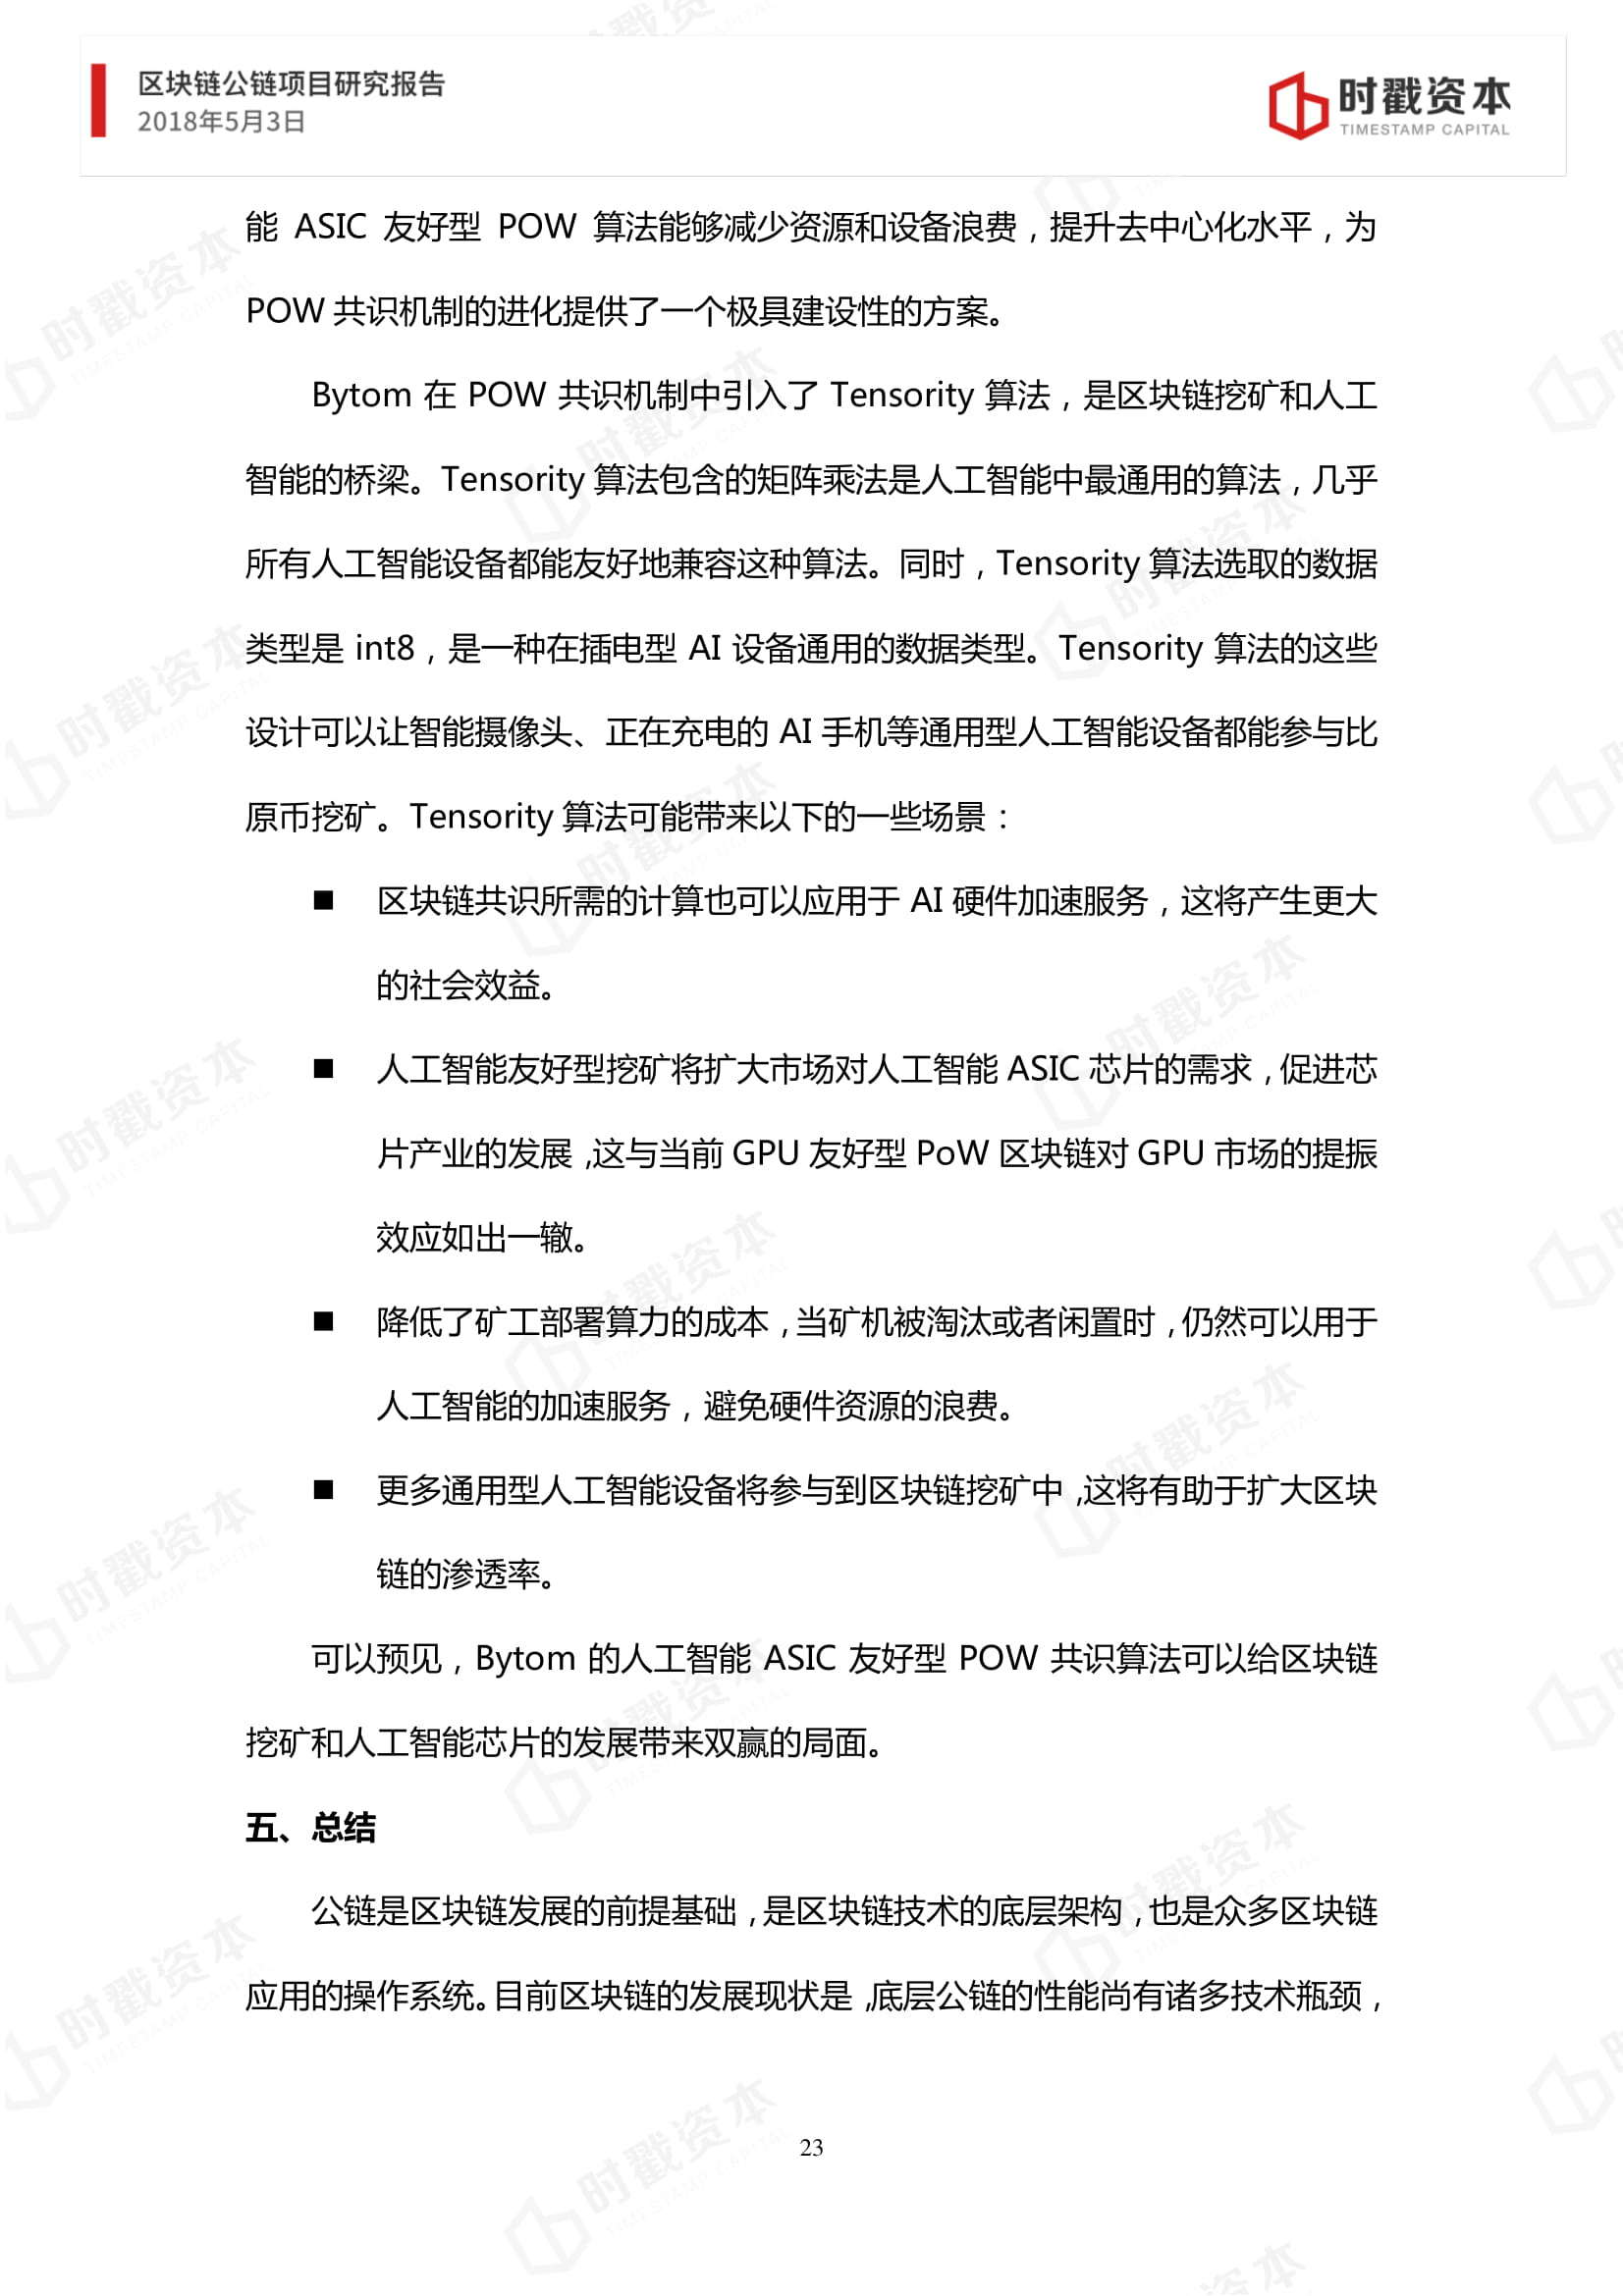 区块链公链项目研究报告
2018年5月3日
时戳资本
TIMESTAMP CAPITAL
能 ASIC 友好型 POW 算法能够减少资源和设备浪费，提升去中心化水平，为
POW 共识机制的进化提供了一个极具建设性的方案。
Bytom 在 POW 共识机制中引入了 Tensority 算法，是区块链挖矿和人工
智能的桥梁。Tensority 算法包含的矩阵乘法是人工智能中最通用的算法，几乎
所有人工智能设备都能友好地兼容这种算法。同时，Tensority 算法选取的数据
类型是 int8，是一种在插电型 AI 设备通用的数据类型。Tensority 算法的这些
设计可以让智能摄像头、正在充电的 AI 手机等通用型人工智能设备都能参与比
原币挖矿。Tensority 算法可能带来以下的一些场景：
■ 区块链共识所需的计算也可以应用于 AI 硬件加速服务，这将产生更大
的社会效益。
■ 人工智能友好型挖矿将扩大市场对人工智能 ASIC 芯片的需求，促进芯
片产业的发展，这与当前 GPU 友好型 PoW 区块链对 GPU 市场的提振
效应如出一辙。
■ 降低了矿工部署算力的成本，当矿机被淘汰或者闲置时，仍然可以用于
人工智能的加速服务，避免硬件资源的浪费。
■ 更多通用型人工智能设备将参与到区块链挖矿中，这将有助于扩大区块
链的渗透率。
可以预见，Bytom 的人工智能 ASIC 友好型 POW 共识算法可以给区块链
挖矿和人工智能芯片的发展带来双赢的局面。
五、总结
公链是区块链发展的前提基础，是区块链技术的底层架构，也是众多区块链
应用的操作系统。目前区块链的发展现状是，底层公链的性能尚有诸多技术瓶颈，
23